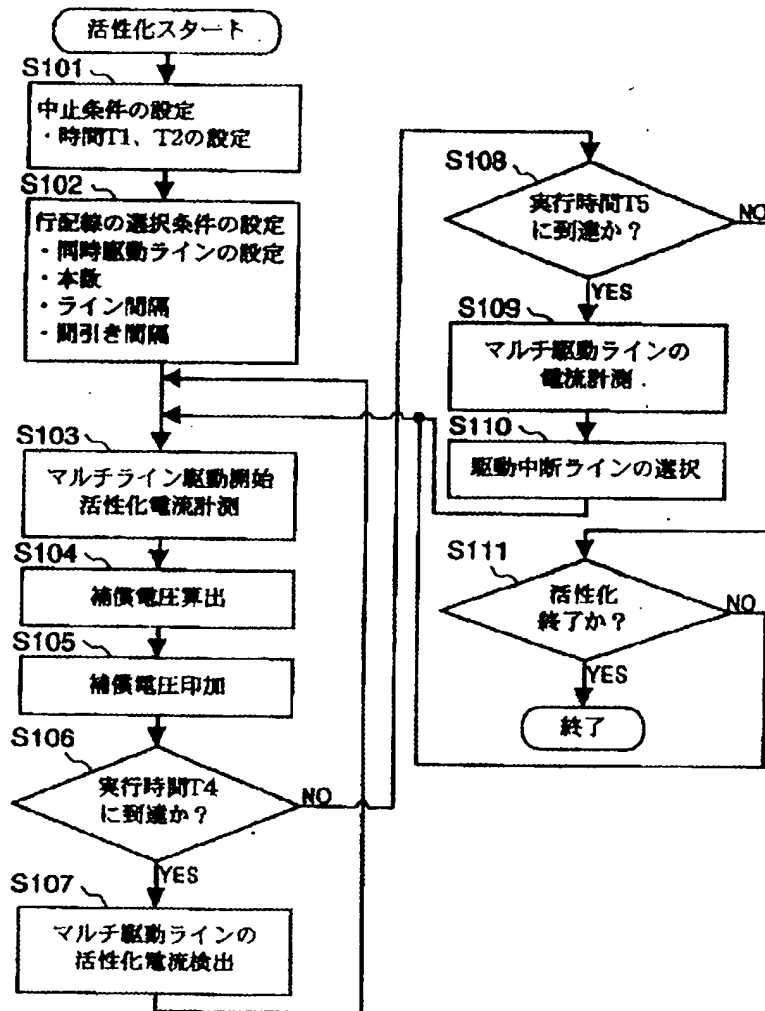 活性化スタート
S101
中止条件の設定
・時間T1、T2の設定
S102
行配線の選択条件の設定
・同時駆動ラインの設定
・本数
・ライン間隔
・間引き間隔
S103
マルチライン駆動開始
活性化電流計測
S104
補償電圧算出
S105
補償電圧印加
S106
実行時間T4
に到達か?
NO
YES
S107
マルチ駆動ラインの
活性化電流検出
S108
実行時間T5
に到達か?
NO
YES
S109
マルチ駆動ラインの
電流計測
S110
駆動中断ラインの選択
S111
活性化
終了か?
NO
YES
終了